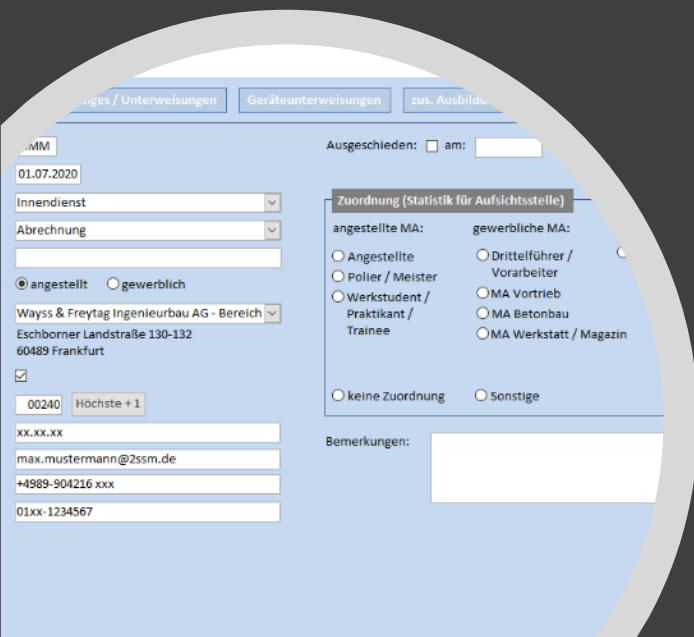 Unterweisungen Geräteunterweisungen zus.
MM Ausgeschieden: am:
01.07.2020
Innendienst
Abrechnung
angestellt gewerblich
Wayss & Freytag Ingenieurbau AG - Bereich
Eschborner Landstraße 130-132
60489 Frankfurt
00240 Höchste + 1
xx.xx.xx
max.mustermann@2ssm.de
+4989-904216 xxx
01xx-1234567
Zuordnung (Statistik für Aufsichtsstelle)
angestellte MA: gewerbliche MA:
Angestellte
Polier / Meister
Werkstudent /
Praktikant /
Trainee
Drittelführer /
Vorarbeiter
MA Vortrieb
MA Betonbau
MA Werkstatt / Magazin
keine Zuordnung Sonstige
Bemerkungen: